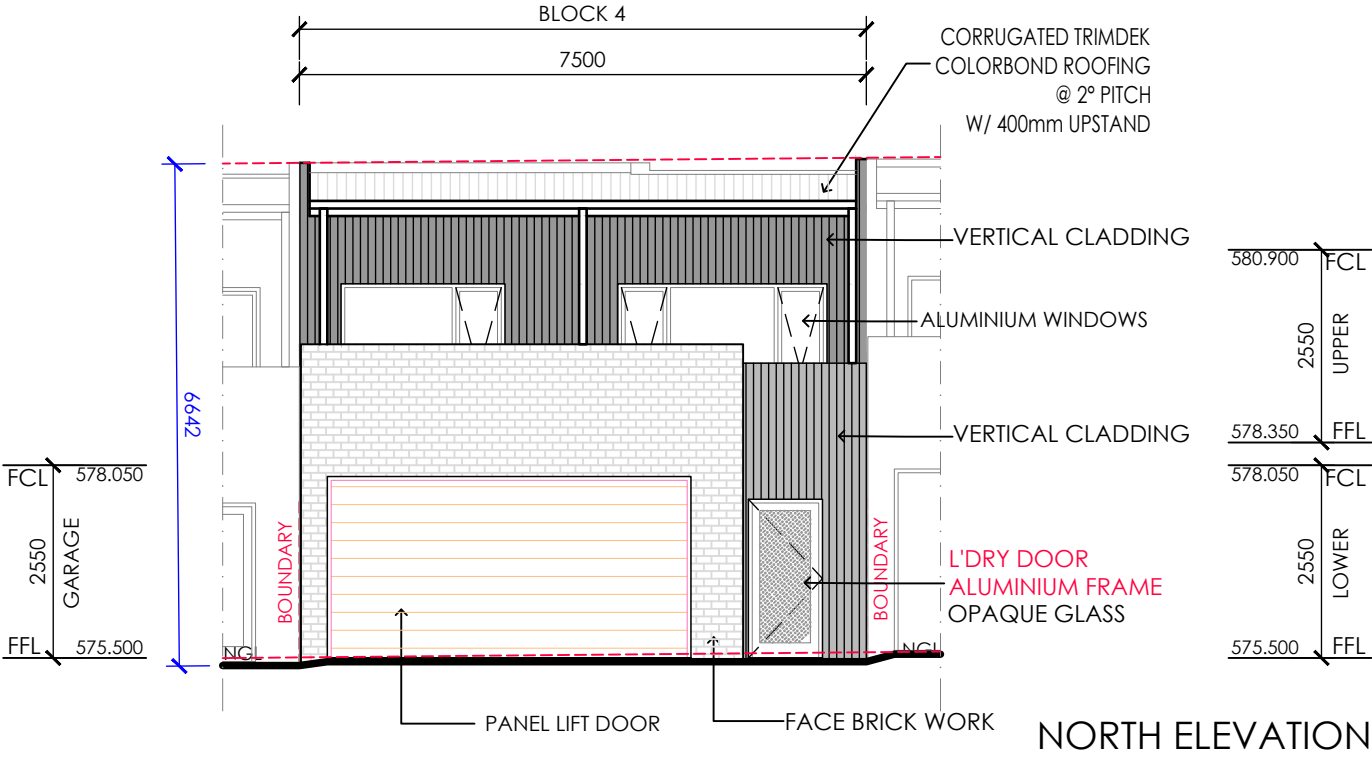 BLOCK 4
7500
CORRUGATED TRIMDEK
COLORBOND ROOFING
@ 2° PITCH
W/ 400mm UPSTAND
VERTICAL CLADDING
580.900 FCL
ALUMINIUM WINDOWS
2550
UPPER
6642
VERTICAL CLADDING
578.350 FFL
FCL 578.050
578.050 FCL
2550
GARAGE
BOUNDARY
BOUNDARY
L'DRY DOOR
ALUMINIUM FRAME
OPAQUE GLASS
2550
LOWER
FFL 575.500
NGL
NGL
575.500 FFL
PANEL LIFT DOOR
FACE BRICK WORK
NORTH ELEVATION